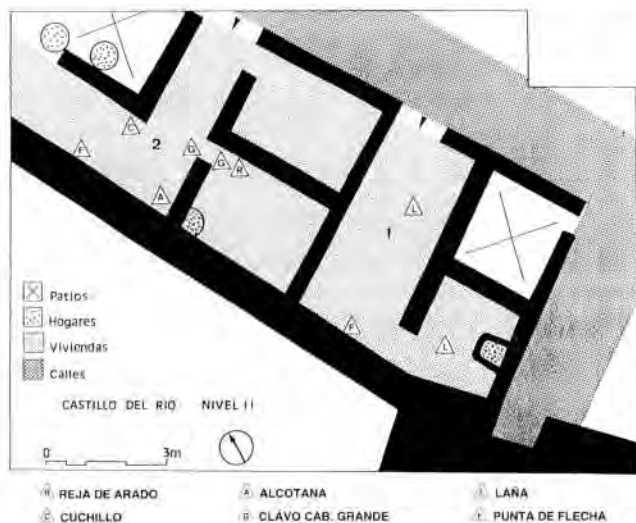 C
F
2
G
G
R
A
L
1
F
L
Patios
Hogares
Viviendas
Calles
CASTILLO DEL RIO NIVEL II
0 3m
R REJA DE ARADO A ALCOTANA L LAÑA
C CUCHILLO G CLAVO CAB. GRANDE F PUNTA DE FLECHA